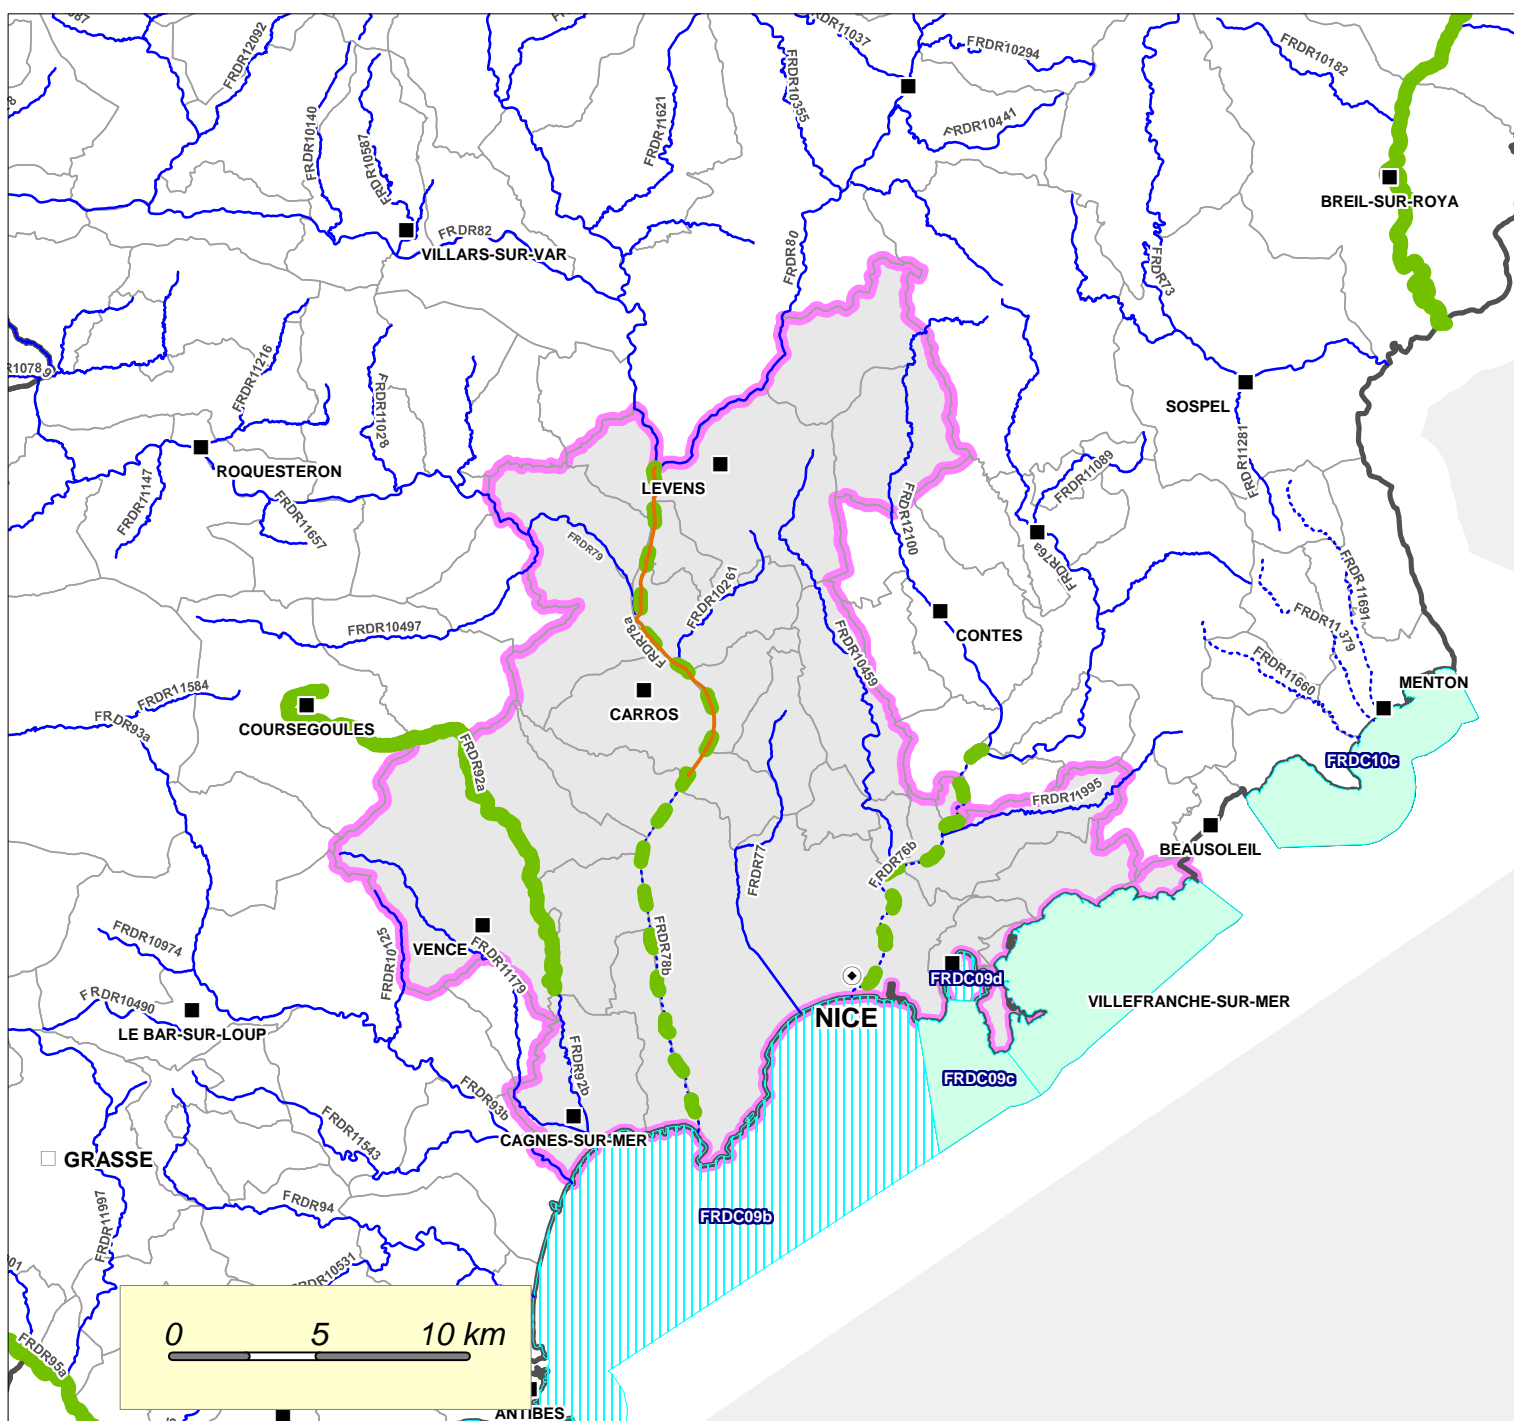 FRDR12092
FRDR11037
FRDR10294
FRDR10182
FRDR10355
FRDR11621
FRDR10140
FRDR10587
FRDR10441
BREIL-SUR-ROYA
FRDR82
VILLARS-SUR-VAR
FRDR80
FRDR73
FRDR11216
FRDR11028
SOSPEL
ROQUESTERON
LEVENS
FRDR11281
FRDR11089
FRDR11147
FRDR11657
FRDR12100
FRDR79
FRDR76a
FRDR11691
FRDR10261
FRDR10497
FRDR78a
CONTES
FRDR11379
FRDR10459
FRDR11660
MENTON
FRDR11584
CARROS
COURSEGOULES
FRDR93a
FRDC10c
FRDR92a
FRDR11995
BEAUSOLEIL
FRDR76b
FRDR77
FRDR10974
VENCE
FRDR10125
FRDR11179
FRDR78b
FRDC09d
FRDR10490
VILLEFRANCHE-SUR-MER
LE BAR-SUR-LOUP
NICE
FRDR92b
FRDC09c
FRDR93b
FRDR11543
CAGNES-SUR-MER
GRASSE
FRDR94
FRDR11997
FRDC09b
FRDR10531
0 5 10 km
FRDR95a
ANTIBES